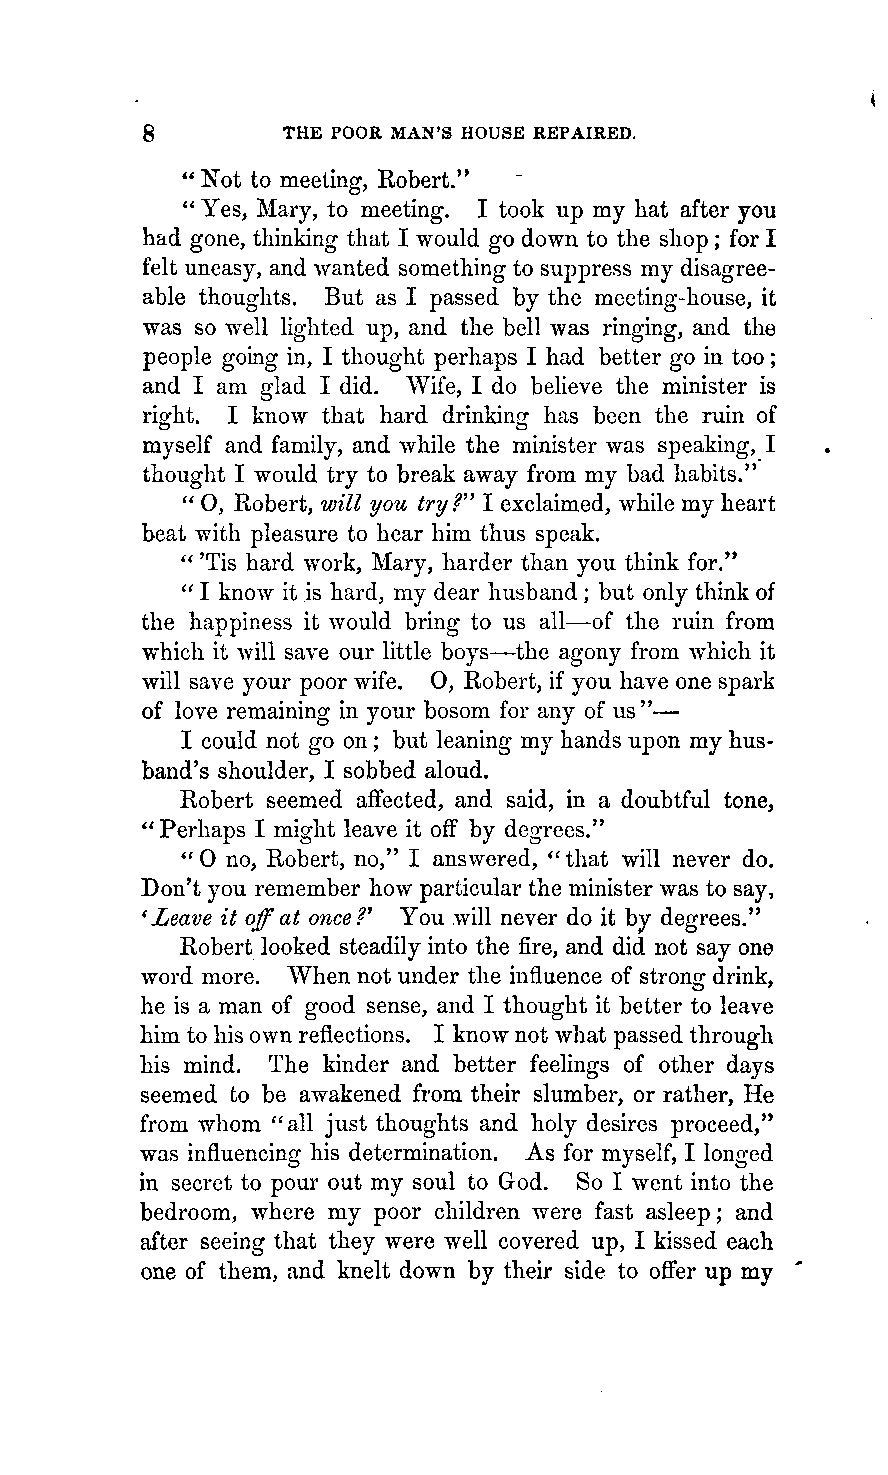 8 THE POOR MAN'S HOUSE REPAIRED.
"Not to meeting, Robert."
"Yes, Mary, to meeting. I took up my hat after you
had gone, thinking that I would go down to the shop; for I
felt uneasy, and wanted something to suppress my disagree-
able thoughts. But as I passed by the meeting-house, it
was so well lighted up, and the bell was ringing, and the
people going in, I thought perhaps I had better go in too;
and I am glad I did. Wife, I do believe the minister is
right. I know that hard drinking has been the ruin of
myself and family, and while the minister was speaking, I
thought I would try to break away from my bad habits."
"O, Robert, will you try?" I exclaimed, while my heart
beat with pleasure to hear him thus speak.
"'Tis hard work, Mary, harder than you think for."
"I know it is hard, my dear husband; but only think of
the happiness it would bring to us all—of the ruin from
which it will save our little boys—the agony from which it
will save your poor wife. O, Robert, if you have one spark
of love remaining in your bosom for any of us"—
I could not go on; but leaning my hands upon my hus-
band's shoulder, I sobbed aloud.
Robert seemed affected, and said, in a doubtful tone,
"Perhaps I might leave it off by degrees."
"O no, Robert, no," I answered, "that will never do.
Don't you remember how particular the minister was to say,
'Leave it off at once?' You will never do it by degrees."
Robert looked steadily into the fire, and did not say one
word more. When not under the influence of strong drink,
he is a man of good sense, and I thought it better to leave
him to his own reflections. I know not what passed through
his mind. The kinder and better feelings of other days
seemed to be awakened from their slumber, or rather, He
from whom "all just thoughts and holy desires proceed,"
was influencing his determination. As for myself, I longed
in secret to pour out my soul to God. So I went into the
bedroom, where my poor children were fast asleep; and
after seeing that they were well covered up, I kissed each
one of them, and knelt down by their side to offer up my